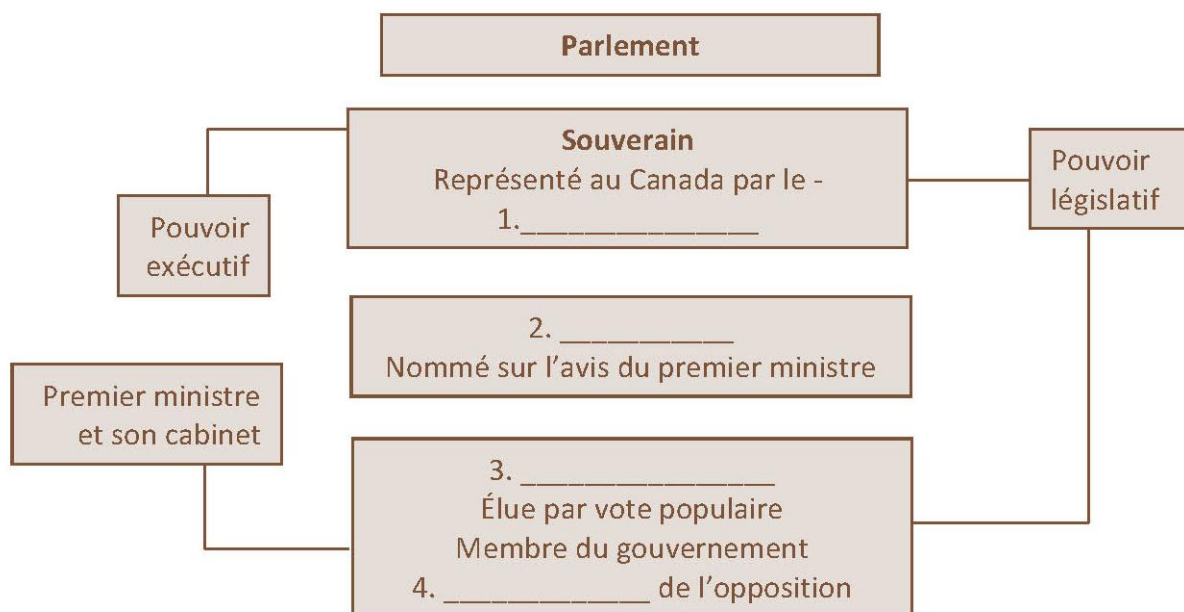 Parlement
Souverain
Représenté au Canada par le -
1._______________
Pouvoir
exécutif
Pouvoir
législatif
2. ___________
Nommé sur l'avis du premier ministre
Premier ministre
et son cabinet
3. ________________
Élue par vote populaire
Membre du gouvernement
4. _____________ de l'opposition